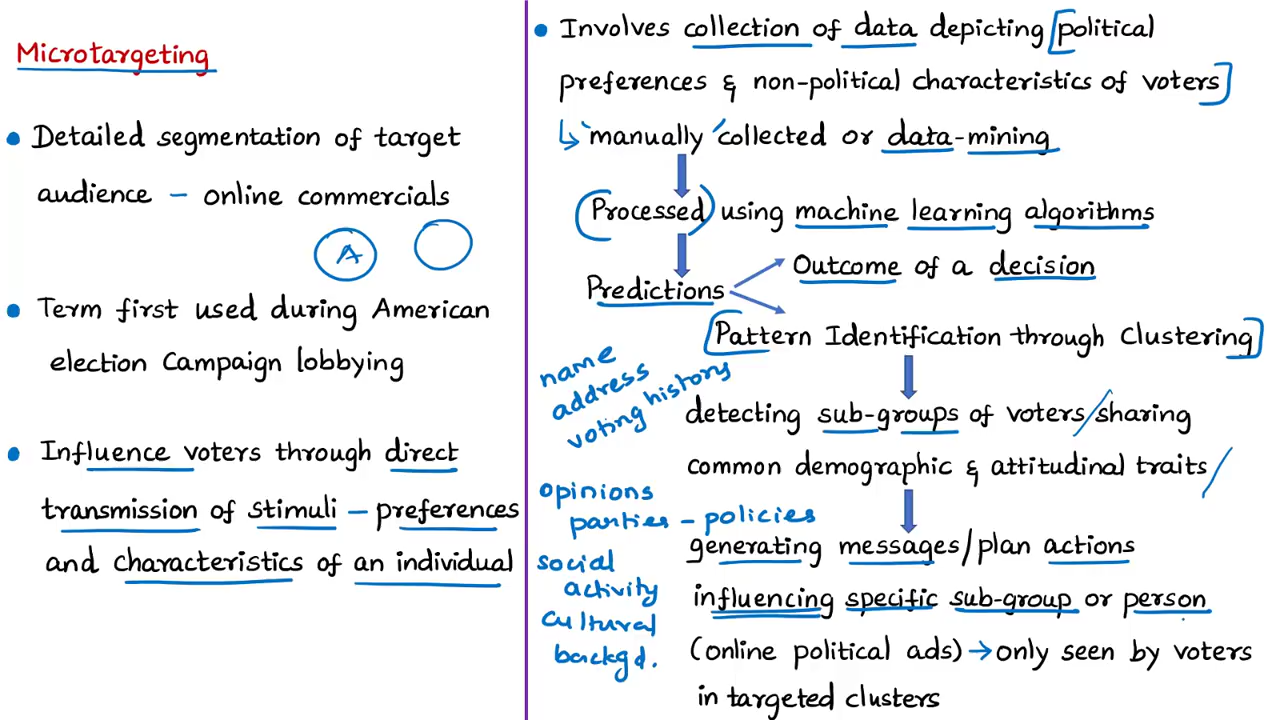 Microtargeting
• Detailed segmentation of target
audience – online commercials
A
• Term first used during American
election Campaign lobbying
• Influence voters through direct
transmission of stimuli – preferences
and characteristics of an individual
• Involves collection of data depicting [political
preferences & non-political characteristics of voters]
↳ 'manually' collected or data-mining
(Processed) using machine learning algorithms
Predictions
Outcome of a decision
[Pattern Identification through Clustering]
name
address
voting history
detecting sub-groups of voters/sharing
common demographic & attitudinal traits/
opinions
parties – policies
generating messages/plan actions
social
activity
influencing specific sub-group or person
cultural
backgd.
(online political ads) → only seen by voters
in targeted clusters